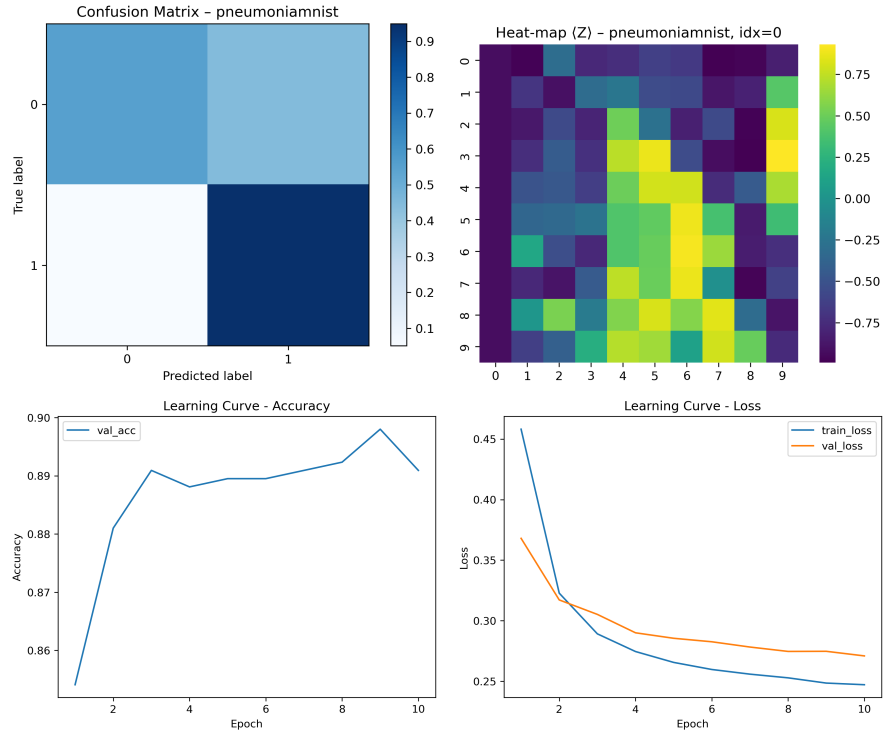 Confusion Matrix – pneumoniamnist
0
1
True label
0
1
Predicted label
0.9
0.8
0.7
0.6
0.5
0.4
0.3
0.2
0.1
Heat-map ⟨Z⟩ – pneumoniamnist, idx=0
0
1
2
3
4
5
6
7
8
9
0 1 2 3 4 5 6 7 8 9
0.75
0.50
0.25
0.00
−0.25
−0.50
−0.75
Learning Curve - Accuracy
val_acc
0.90
0.89
0.88
0.87
0.86
Accuracy
2 4 6 8 10
Epoch
Learning Curve - Loss
train_loss
val_loss
0.45
0.40
0.35
0.30
0.25
Loss
2 4 6 8 10
Epoch